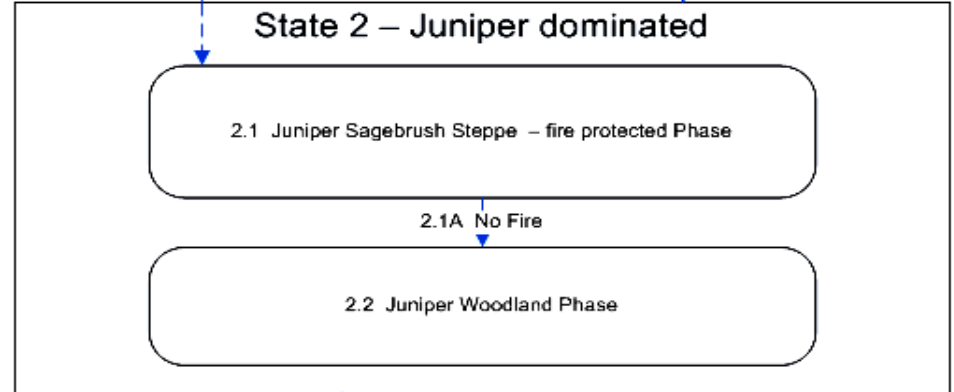 State 2 – Juniper dominated
2.1 Juniper Sagebrush Steppe – fire protected Phase
2.1A No Fire
2.2 Juniper Woodland Phase